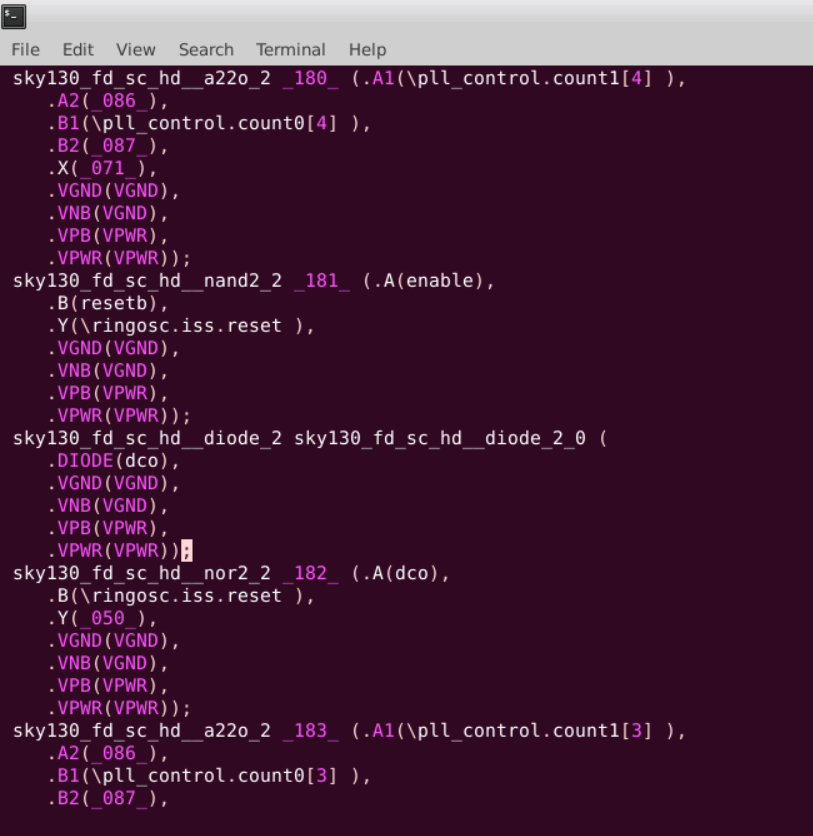 File Edit View Search Terminal Help
sky130_fd_sc_hd__a22o_2 _180_ (.A1(\pll_control.count1[4] ),
    .A2(_086_),
    .B1(\pll_control.count0[4] ),
    .B2(_087_),
    .X(_071_),
    .VGND(VGND),
    .VNB(VGND),
    .VPB(VPWR),
    .VPWR(VPWR));
sky130_fd_sc_hd__nand2_2 _181_ (.A(enable),
    .B(resetb),
    .Y(\ringosc.iss.reset ),
    .VGND(VGND),
    .VNB(VGND),
    .VPB(VPWR),
    .VPWR(VPWR));
sky130_fd_sc_hd__diode_2 sky130_fd_sc_hd__diode_2_0 (
    .DIODE(dco),
    .VGND(VGND),
    .VNB(VGND),
    .VPB(VPWR),
    .VPWR(VPWR));
sky130_fd_sc_hd__nor2_2 _182_ (.A(dco),
    .B(\ringosc.iss.reset ),
    .Y(_050_),
    .VGND(VGND),
    .VNB(VGND),
    .VPB(VPWR),
    .VPWR(VPWR));
sky130_fd_sc_hd__a22o_2 _183_ (.A1(\pll_control.count1[3] ),
    .A2(_086_),
    .B1(\pll_control.count0[3] ),
    .B2(_087_),